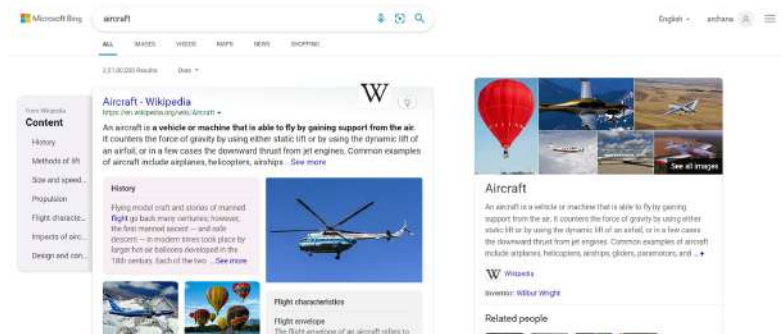 Microsoft Bing
aircraft
English
archana
ALL IMAGES VIDEOS MAPS NEWS SHOPPING
Results Date
From Wikipedia
Content
History
Methods of lift
Size and speed...
Propulsion
Flight characte...
Impacts of airc...
Design and con...
Aircraft - Wikipedia
https://en.wikipedia.org/wiki/Aircraft
W
An aircraft is a vehicle or machine that is able to fly by gaining support from the air.
It counters the force of gravity by using either static lift or by using the dynamic lift of
an airfoil, or in a few cases the downward thrust from jet engines. Common examples
of aircraft include airplanes, helicopters, airships ...See more
History
Flying model craft and stories of manned
flight go back many centuries; however,
the first manned ascent — and safe
descent — in modern times took place by
larger hot-air balloons developed in the
18th century. Each of the two ...See more
Flight characteristics
Flight envelope
The flight envelope of an aircraft refers to
See all images
Aircraft
An aircraft is a vehicle or machine that is able to fly by gaining
support from the air. It counters the force of gravity by using either
static lift or by using the dynamic lift of an airfoil, or in a few cases
the downward thrust from jet engines. Common examples of aircraft
include airplanes, helicopters, airships, gliders, paramotors, and ... +
W Wikipedia
Inventor: Wilbur Wright
Related people